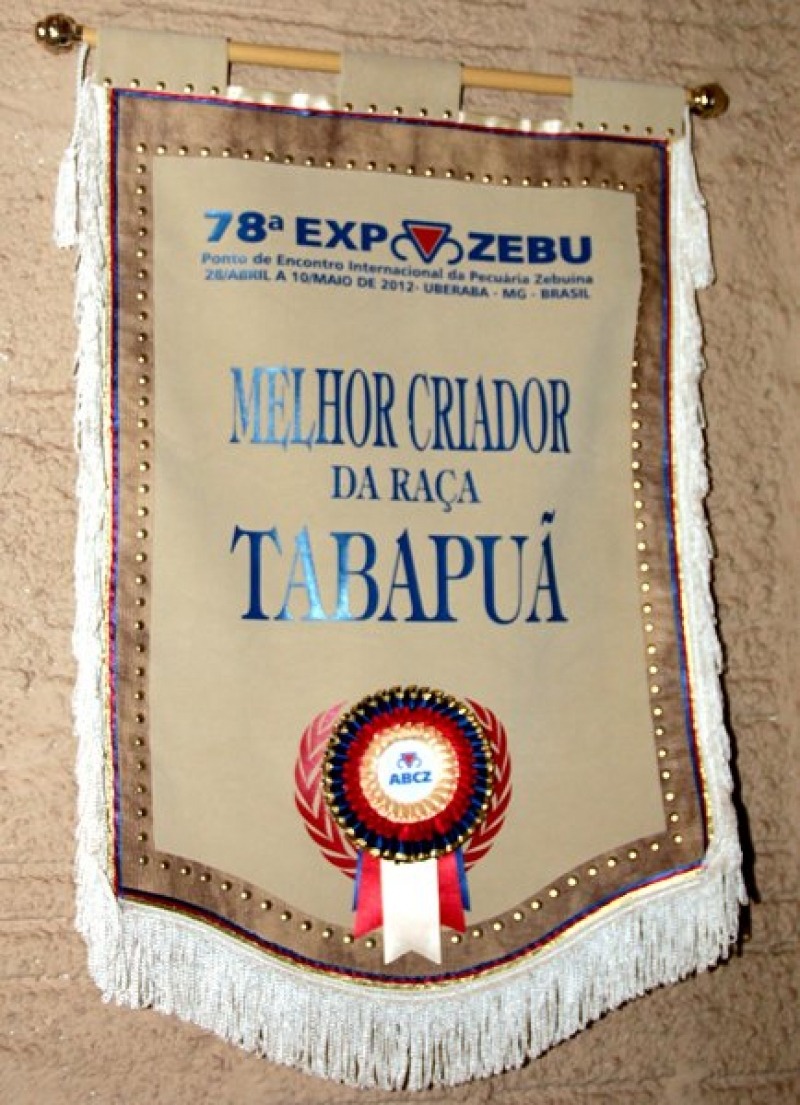 78ª EXPOZEBU
Ponto de Encontro Internacional da Pecuária Zebuina
28/ABRIL A 10/MAIO DE 2012- UBERABA - MG - BRASIL
MELHOR CRIADOR
DA RAÇA
TABAPUÃ
ABCZ